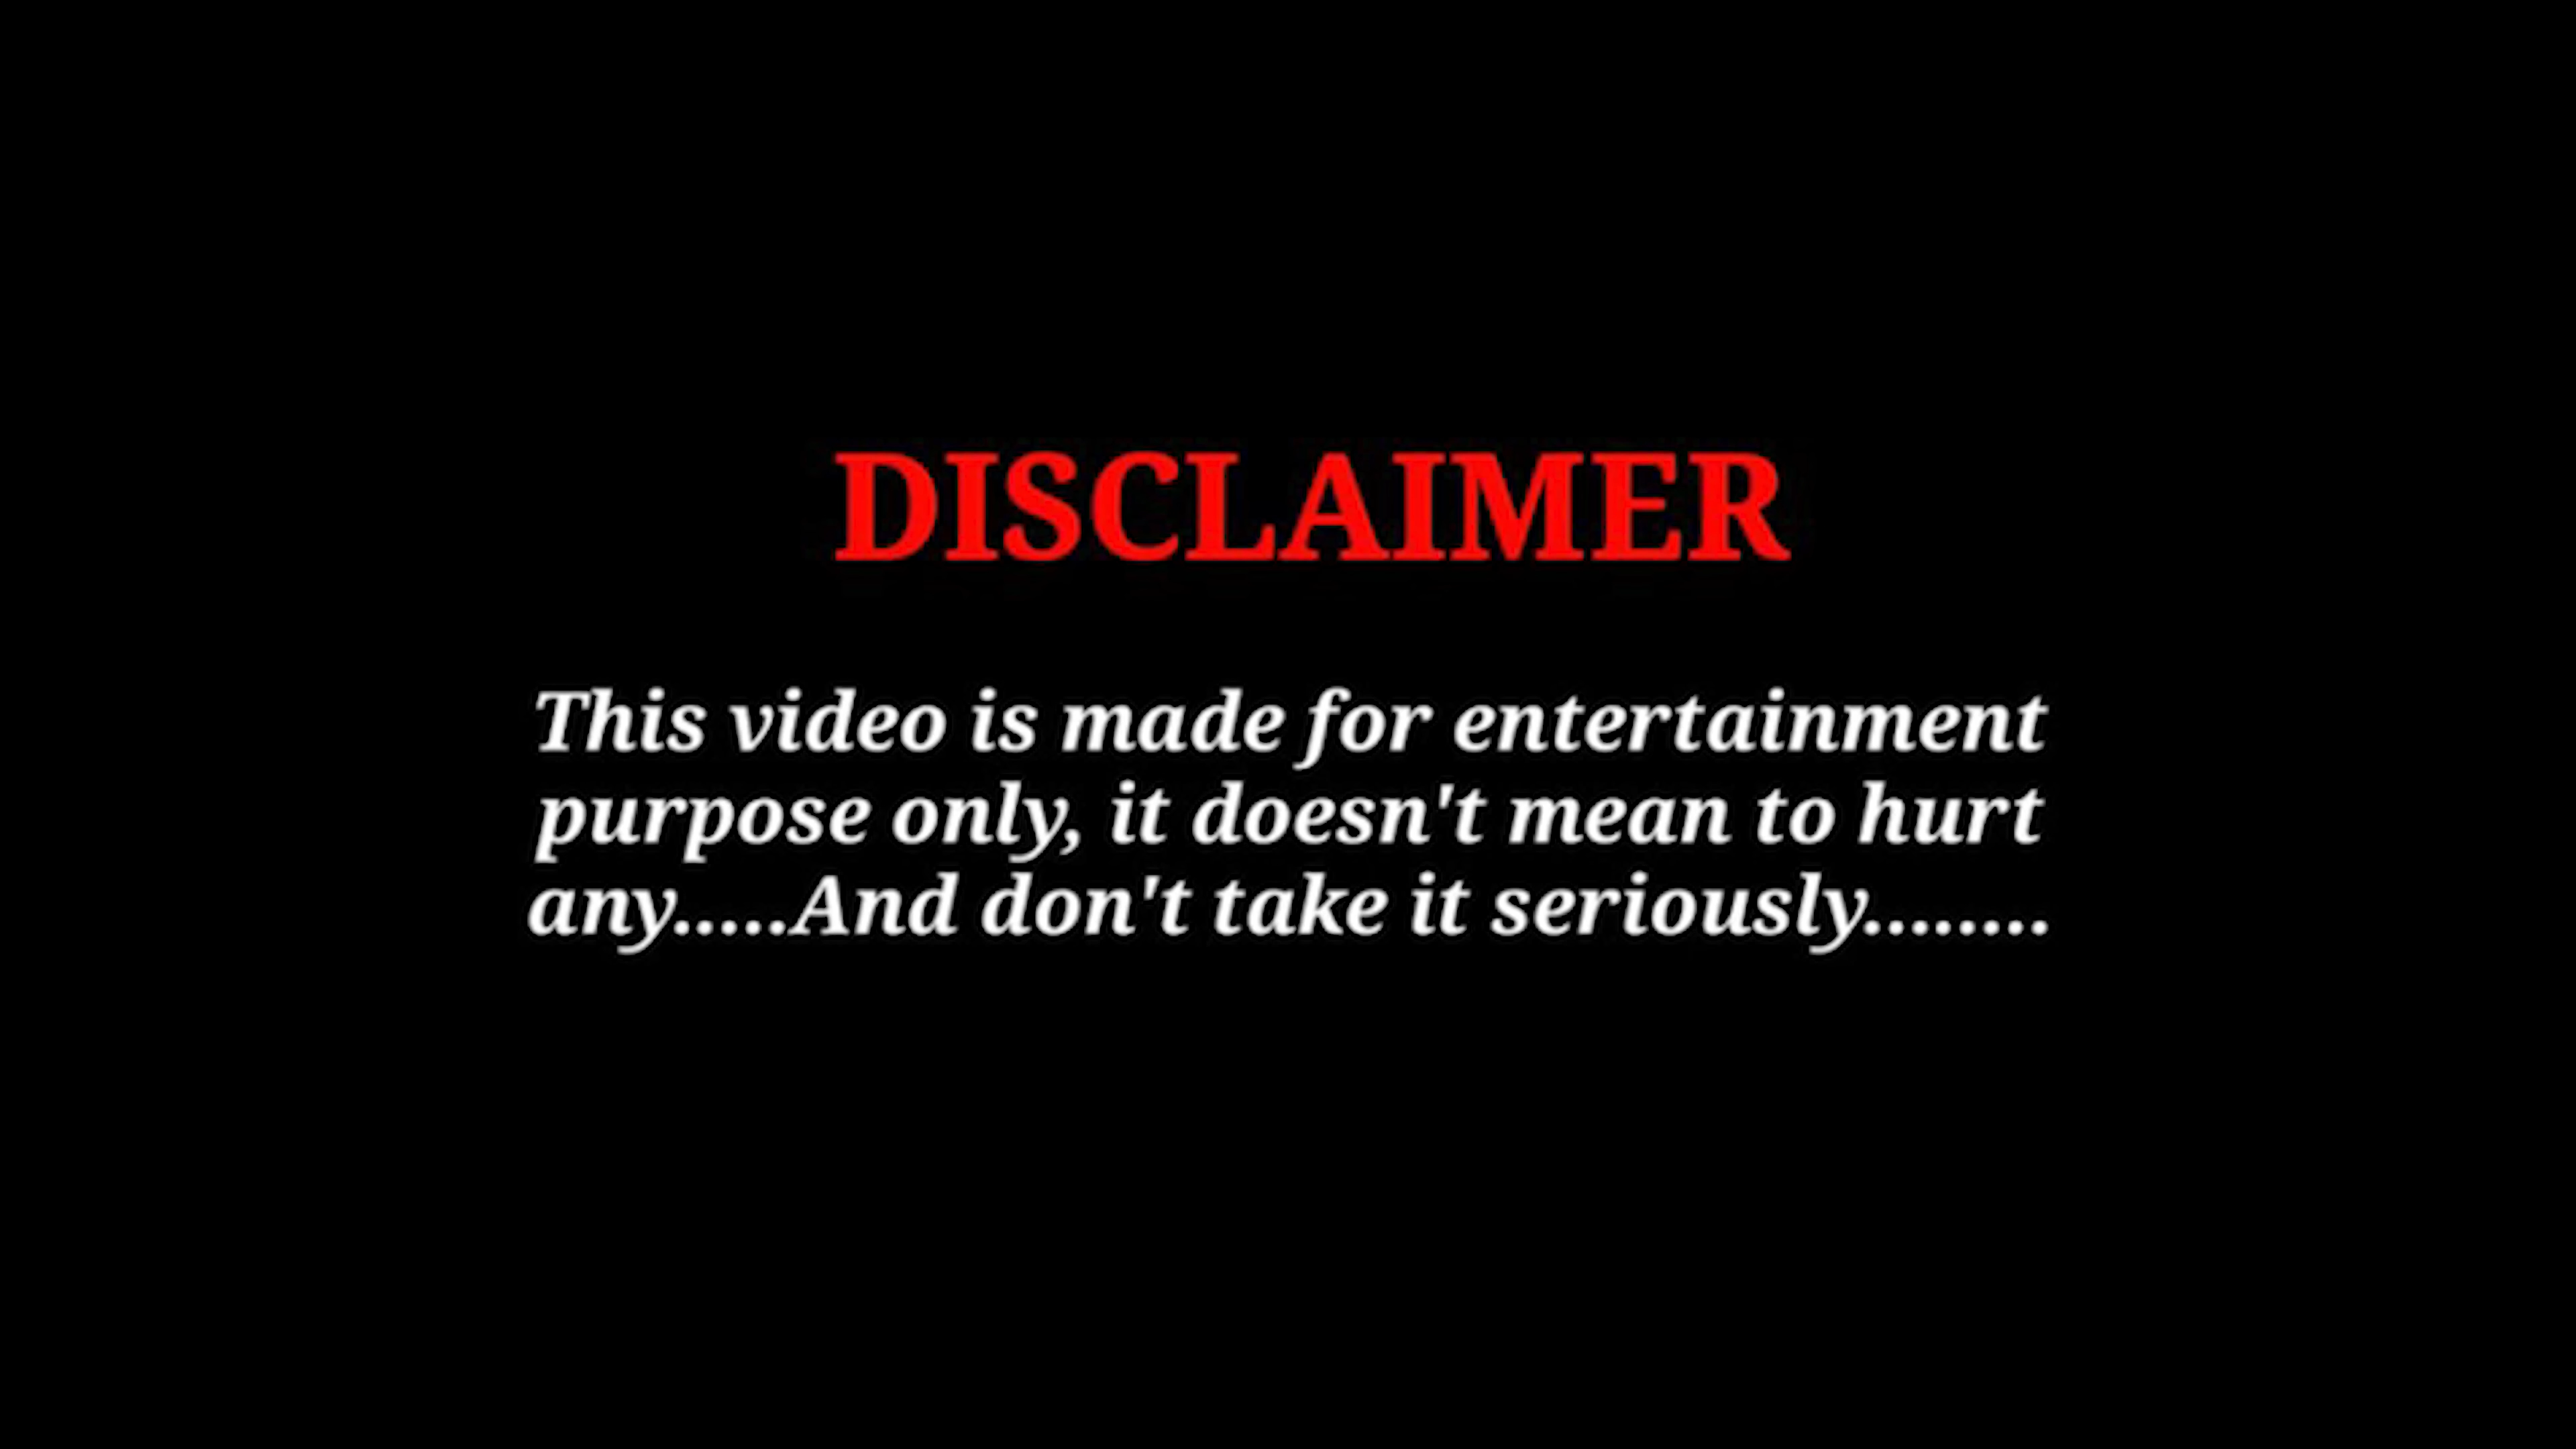 DISCLAIMER
This video is made for entertainment
purpose only, it doesn't mean to hurt
any.....And don't take it seriously........